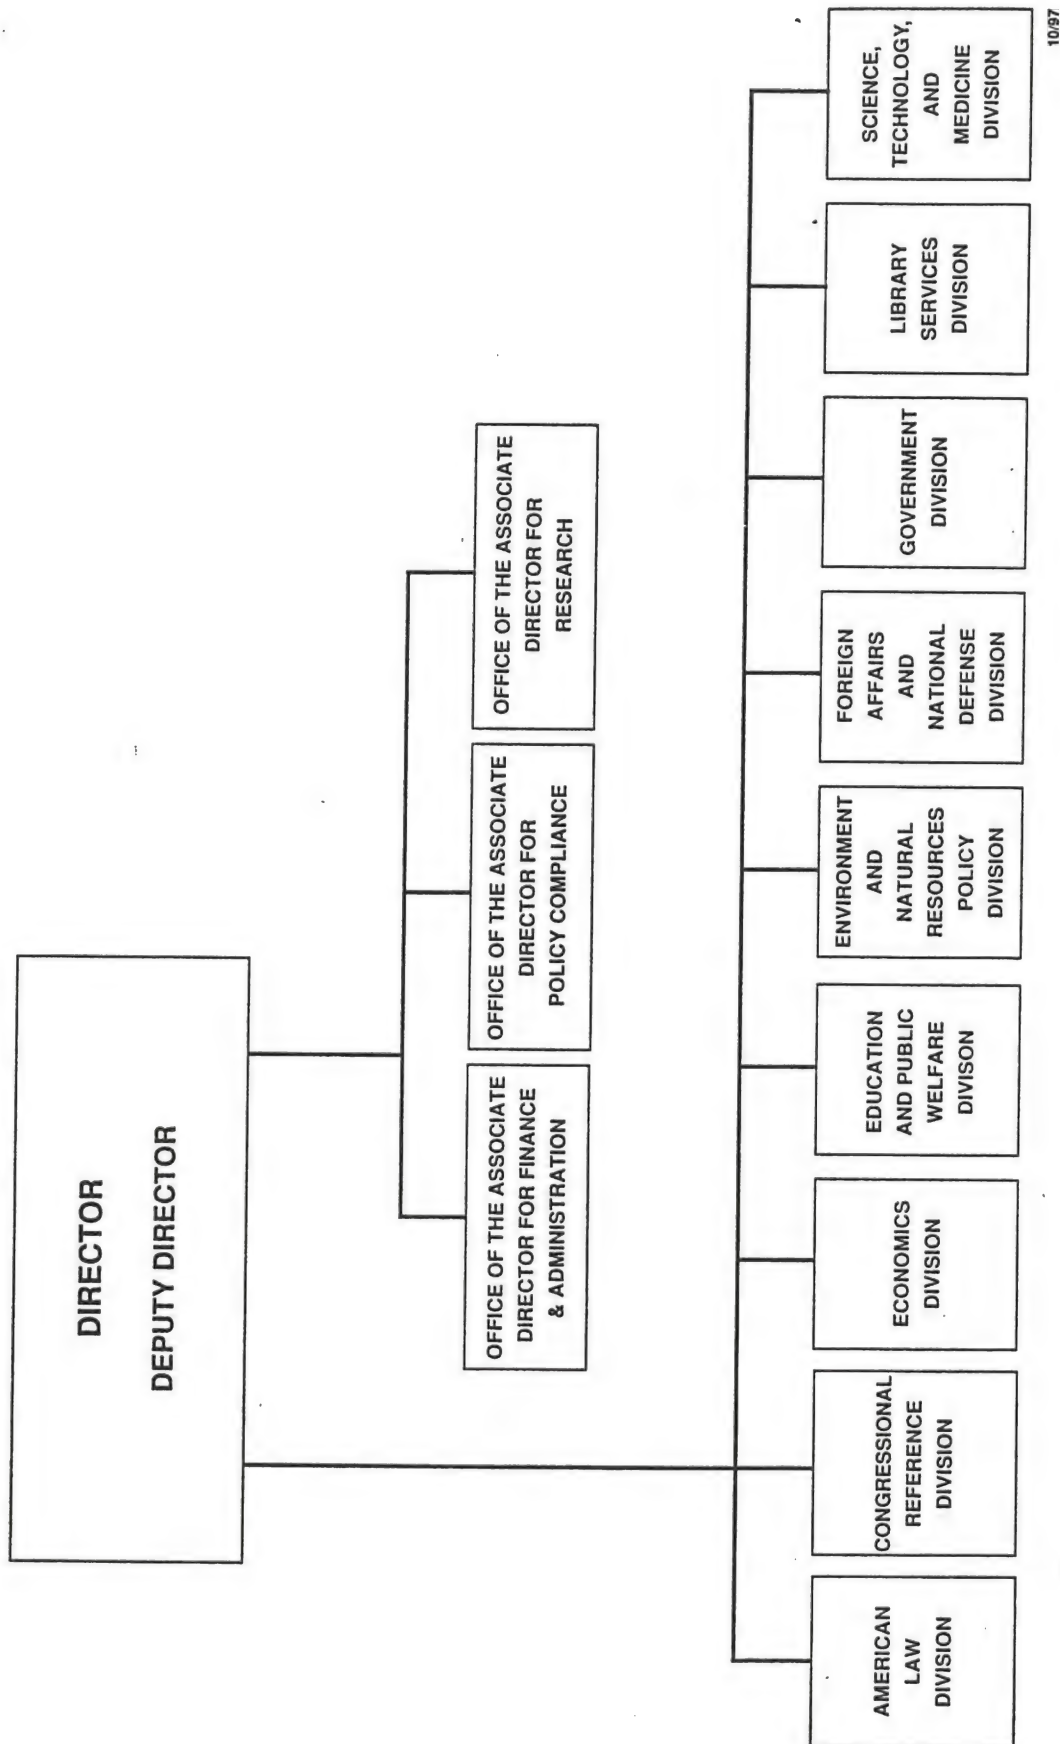 DIRECTOR
DEPUTY DIRECTOR
OFFICE OF THE ASSOCIATE
DIRECTOR FOR FINANCE
& ADMINISTRATION
OFFICE OF THE ASSOCIATE
DIRECTOR FOR
POLICY COMPLIANCE
OFFICE OF THE ASSOCIATE
DIRECTOR FOR
RESEARCH
AMERICAN
LAW
DIVISION
CONGRESSIONAL
REFERENCE
DIVISION
ECONOMICS
DIVISION
EDUCATION
AND PUBLIC
WELFARE
DIVISON
ENVIRONMENT
AND
NATURAL
RESOURCES
POLICY
DIVISION
FOREIGN
AFFAIRS
AND
NATIONAL
DEFENSE
DIVISION
GOVERNMENT
DIVISION
LIBRARY
SERVICES
DIVISION
SCIENCE,
TECHNOLOGY,
AND
MEDICINE
DIVISION
10/97